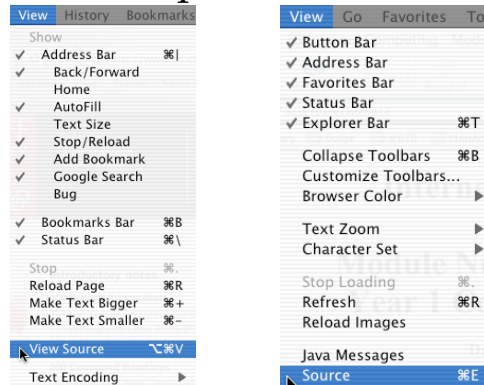 View History Bookmarks
Show
✓ Address Bar ⌘|
✓ Back/Forward
Home
✓ AutoFill
Text Size
✓ Stop/Reload
✓ Add Bookmark
✓ Google Search
Bug
✓ Bookmarks Bar ⌘B
✓ Status Bar ⌘\
Stop ⌘.
Reload Page ⌘R
Make Text Bigger ⌘+
Make Text Smaller ⌘-
View Source ⌥⌘V
Text Encoding ▶
View Go Favorites To
✓ Button Bar
✓ Address Bar
✓ Favorites Bar
✓ Status Bar
✓ Explorer Bar ⌘T
Collapse Toolbars ⌘B
Customize Toolbars...
Browser Color ▶
Text Zoom ▶
Character Set ▶
Stop Loading ⌘.
Refresh ⌘R
Reload Images
Java Messages
Source ⌘E